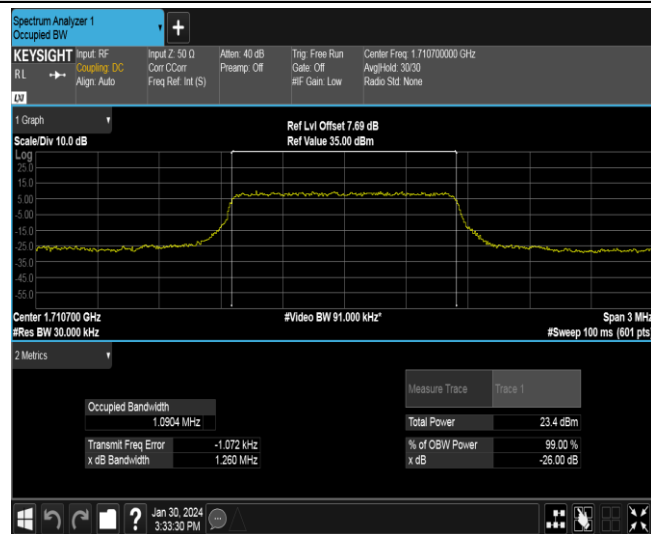 Spectrum Analyzer 1
Occupied BW
+
KEYSIGHT
RL
Input: RF
Coupling: DC
Align: Auto
Input Z: 50 Ω
Corr CCorr
Freq Ref: Int (S)
Atten: 40 dB
Preamp: Off
Trig: Free Run
Gate: Off
#IF Gain: Low
Center Freq: 1.710700000 GHz
Avg|Hold: 30/30
Radio Std: None
LXI
1 Graph
Scale/Div 10.0 dB
Ref Lvl Offset 7.69 dB
Ref Value 35.00 dBm
Log
25.0
15.0
5.00
-5.00
-15.0
-25.0
-35.0
-45.0
-55.0
Center 1.710700 GHz
#Res BW 30.000 kHz
#Video BW 91.000 kHz*
Span 3 MHz
#Sweep 100 ms (601 pts)
2 Metrics
Measure Trace Trace 1
Occupied Bandwidth
1.0904 MHz
Total Power 23.4 dBm
Transmit Freq Error -1.072 kHz
% of OBW Power 99.00 %
x dB Bandwidth 1.260 MHz
x dB -26.00 dB
?
Jan 30, 2024
3:33:30 PM